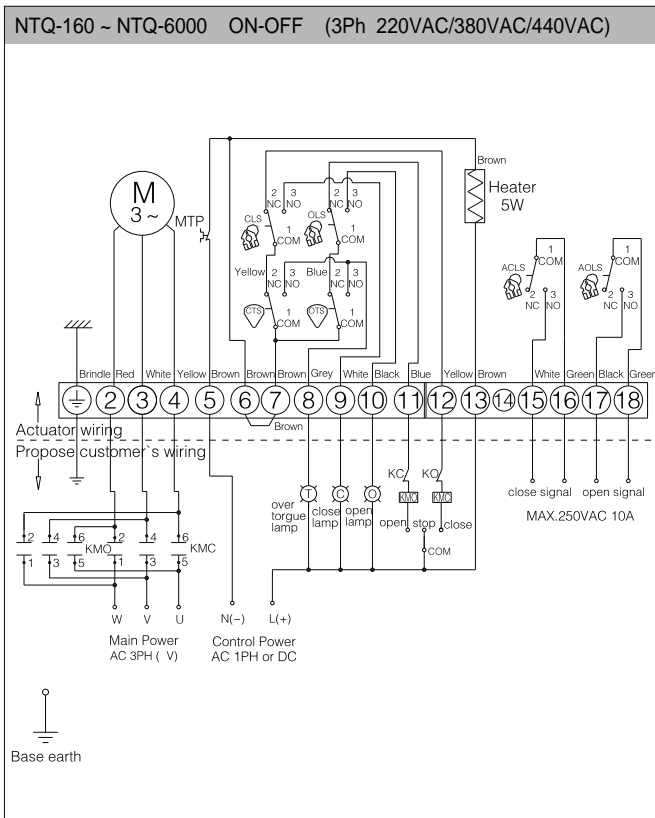 NTQ-160 ~ NTQ-6000 ON-OFF (3Ph 220VAC/380VAC/440VAC)
Brown
Heater
5W
M
3 ~
MTP
2 3 2 3
NC NO NC NO
CLS OLS
1 1
COM COM
Yellow Blue
2 3 2 3
NC NO NC NO
CTS OTS
1 1
COM COM
1 1
COM COM
ACLS AOLS
2 3 2 3
NC NO NC NO
Brindle Red White Yellow Brown Brown Brown Grey White Black Blue Yellow Brown White Green Black Green
2 3 4 5 6 7 8 9 10 11 12 13 14 15 16 17 18
Brown
Actuator wiring
Propose customer`s wiring
KC KO
KMO KMC
T C O
over torgue lamp
close lamp
open lamp
open stop close
COM
close signal open signal
MAX.250VAC 10A
2 4 6 2 4 6
KMO KMC
1 3 5 1 3 5
W V U N(−) L(+)
Main Power
AC 3PH ( V)
Control Power
AC 1PH or DC
Base earth